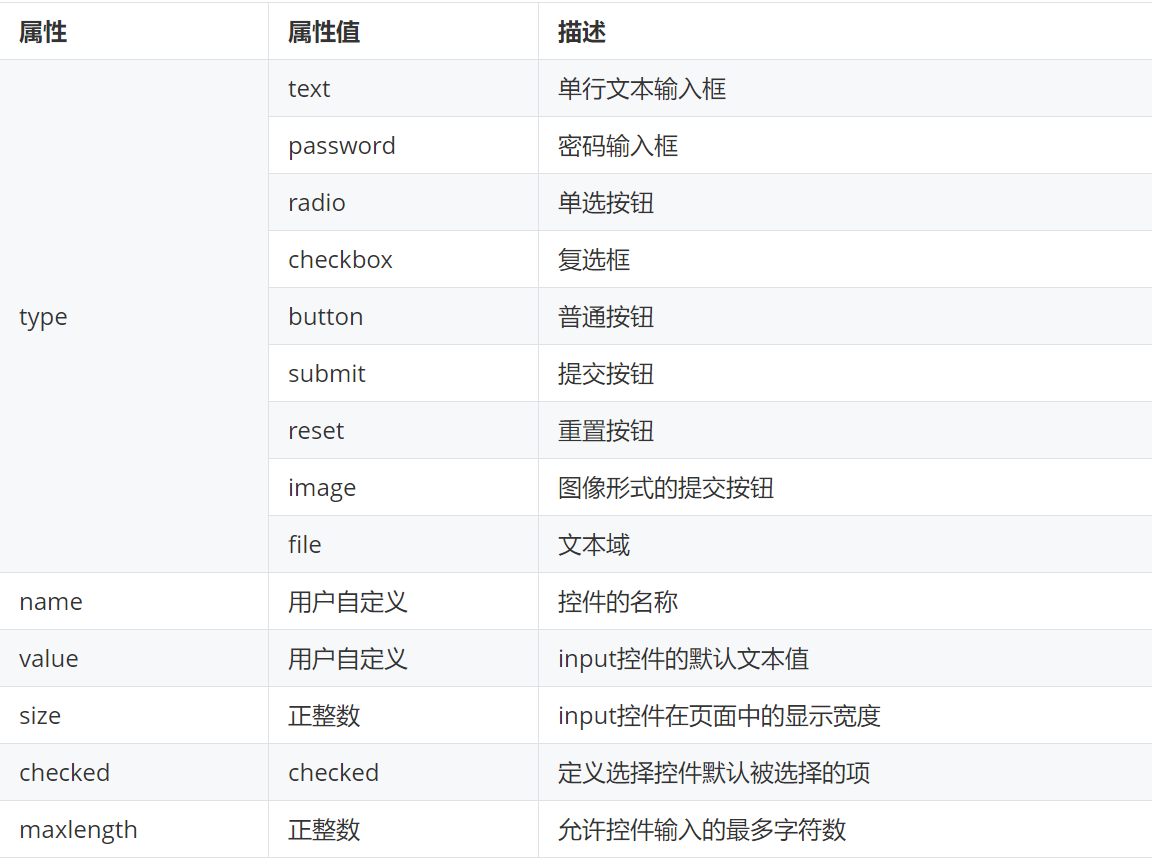 属性 属性值 描述
text 单行文本输入框
password 密码输入框
radio 单选按钮
checkbox 复选框
type button 普通按钮
submit 提交按钮
reset 重置按钮
image 图像形式的提交按钮
file 文本域
name 用户自定义 控件的名称
value 用户自定义 input控件的默认文本值
size 正整数 input控件在页面中的显示宽度
checked checked 定义选择控件默认被选择的项
maxlength 正整数 允许控件输入的最多字符数